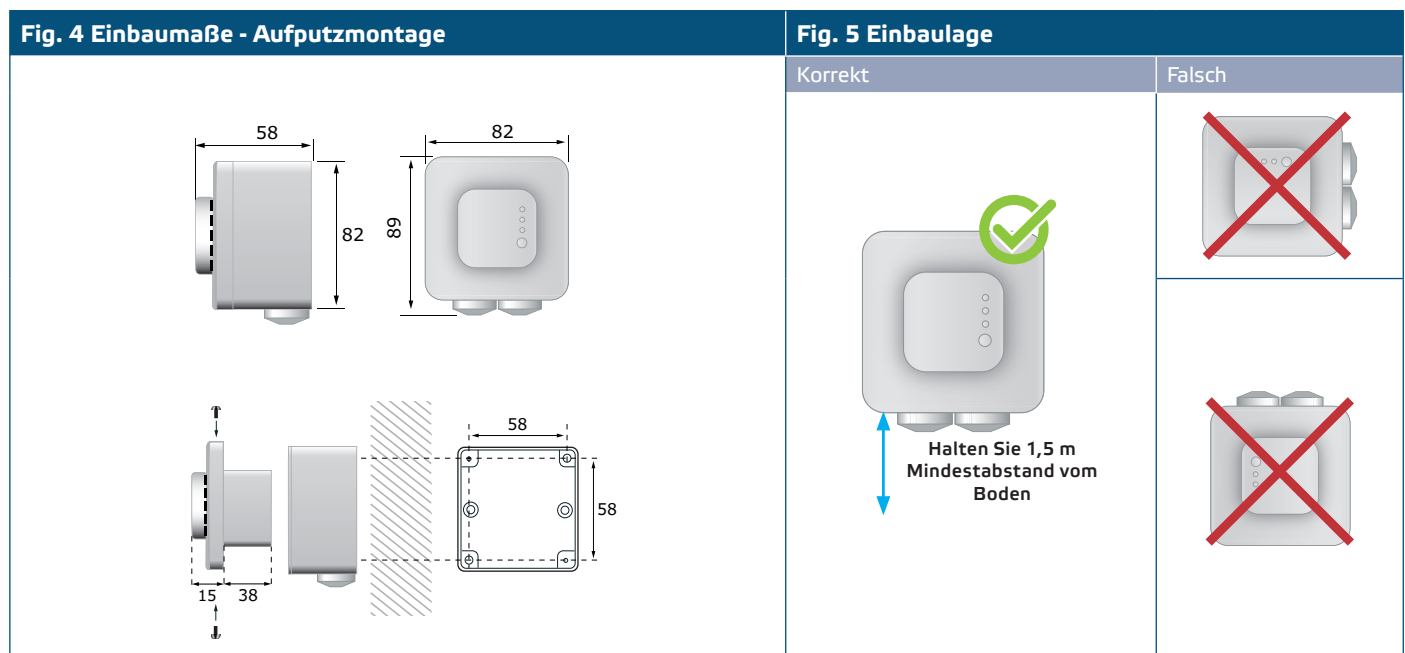 Fig. 4 Einbaumaße - Aufputzmontage
58
82
82
89
58
58
15
38
Fig. 5 Einbaulage
Korrekt
Falsch
Halten Sie 1,5 m
Mindestabstand vom
Boden